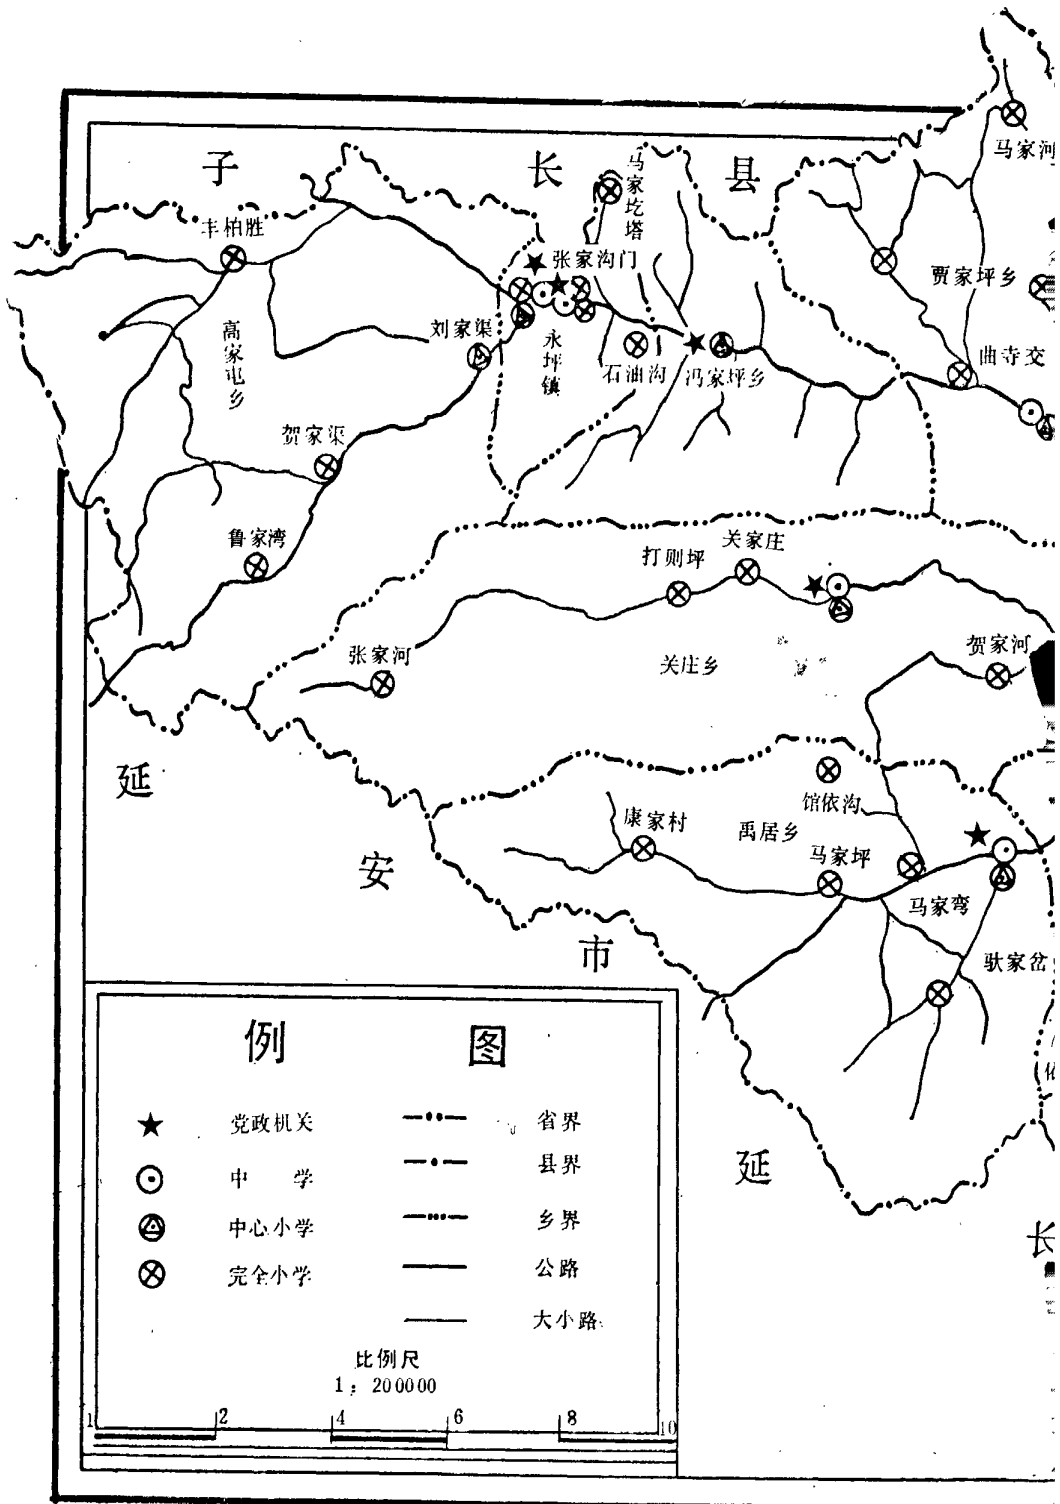 子 长 县
马家河
马家圪塔
丰柏胜
张家沟门
贾家坪乡
高家屯乡
刘家渠
永坪镇
石油沟
冯家坪乡
曲寺交
贺家渠
鲁家湾
打则坪
关家庄
张家河
关庄乡
贺家河
延
安
市
馆依沟
康家村
禹居乡
马家坪
马家弯
驮家岔
例 图
党政机关
省界
中 学
县界
中心小学
乡界
完全小学
公路
大小路
比例尺
1：200000
1 2 4 6 8 10
延
长